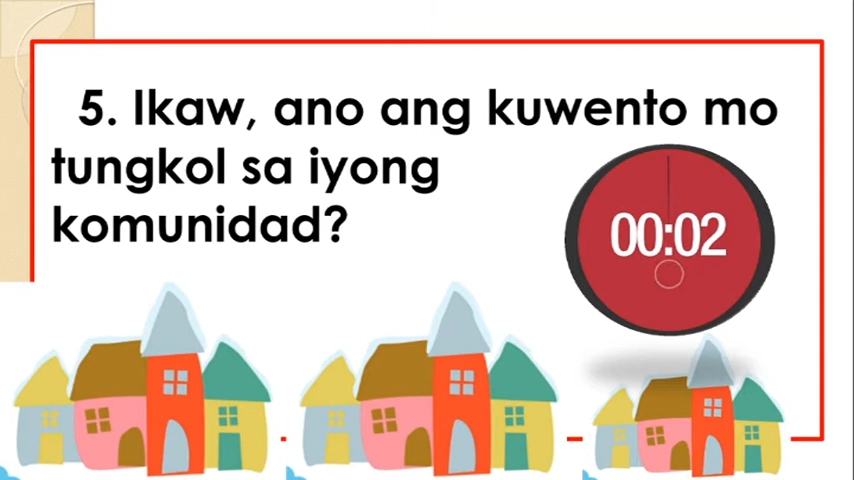 5. Ikaw, ano ang kuwento mo
tungkol sa iyong
komunidad?
00:02